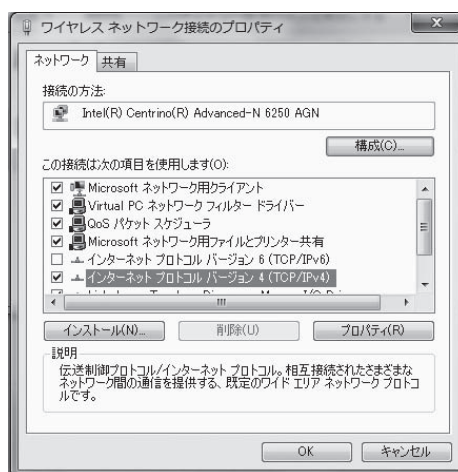 ワイヤレス ネットワーク接続のプロパティ
ネットワーク 共有
接続の方法:
Intel(R) Centrino(R) Advanced-N 6250 AGN
構成(C)...
この接続は次の項目を使用します(O):
Microsoft ネットワーク用クライアント
Virtual PC ネットワーク フィルター ドライバー
QoS パケット スケジューラ
Microsoft ネットワーク用ファイルとプリンター共有
インターネット プロトコル バージョン 6 (TCP/IPv6)
インターネット プロトコル バージョン 4 (TCP/IPv4)
インストール(N)... 削除(U) プロパティ(R)
説明
伝送制御プロトコル/インターネット プロトコル。相互接続されたさまざまな
ネットワーク間の通信を提供する、既定のワイド エリア ネットワーク プロトコ
ルです。
OK キャンセル